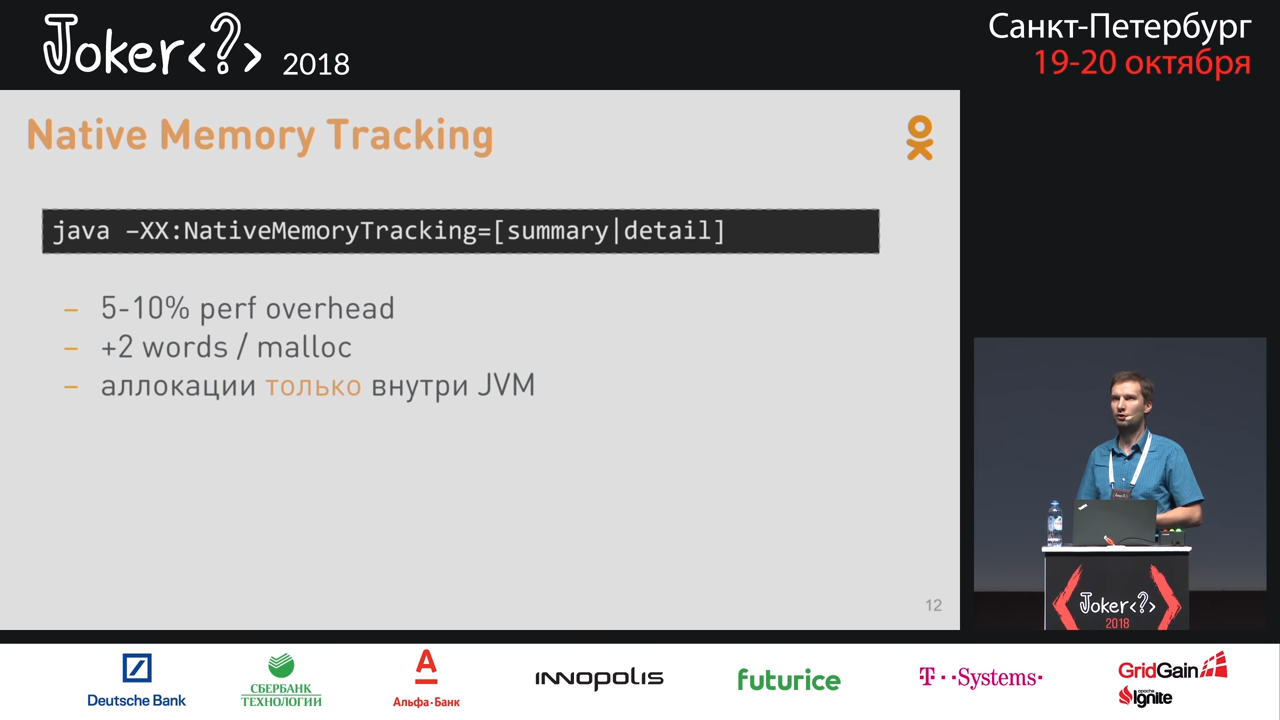 Joker<?> 2018
Санкт-Петербург
19-20 октября
Native Memory Tracking
java –XX:NativeMemoryTracking=[summary|detail]
– 5-10% perf overhead
– +2 words / malloc
– аллокации только внутри JVM
12
Joker<?>
2018
Deutsche Bank
СБЕРБАНК
ТЕХНОЛОГИИ
Альфа·Банк
INNOPOLIS
futurice
T··Systems·
GridGain
apache
Ignite